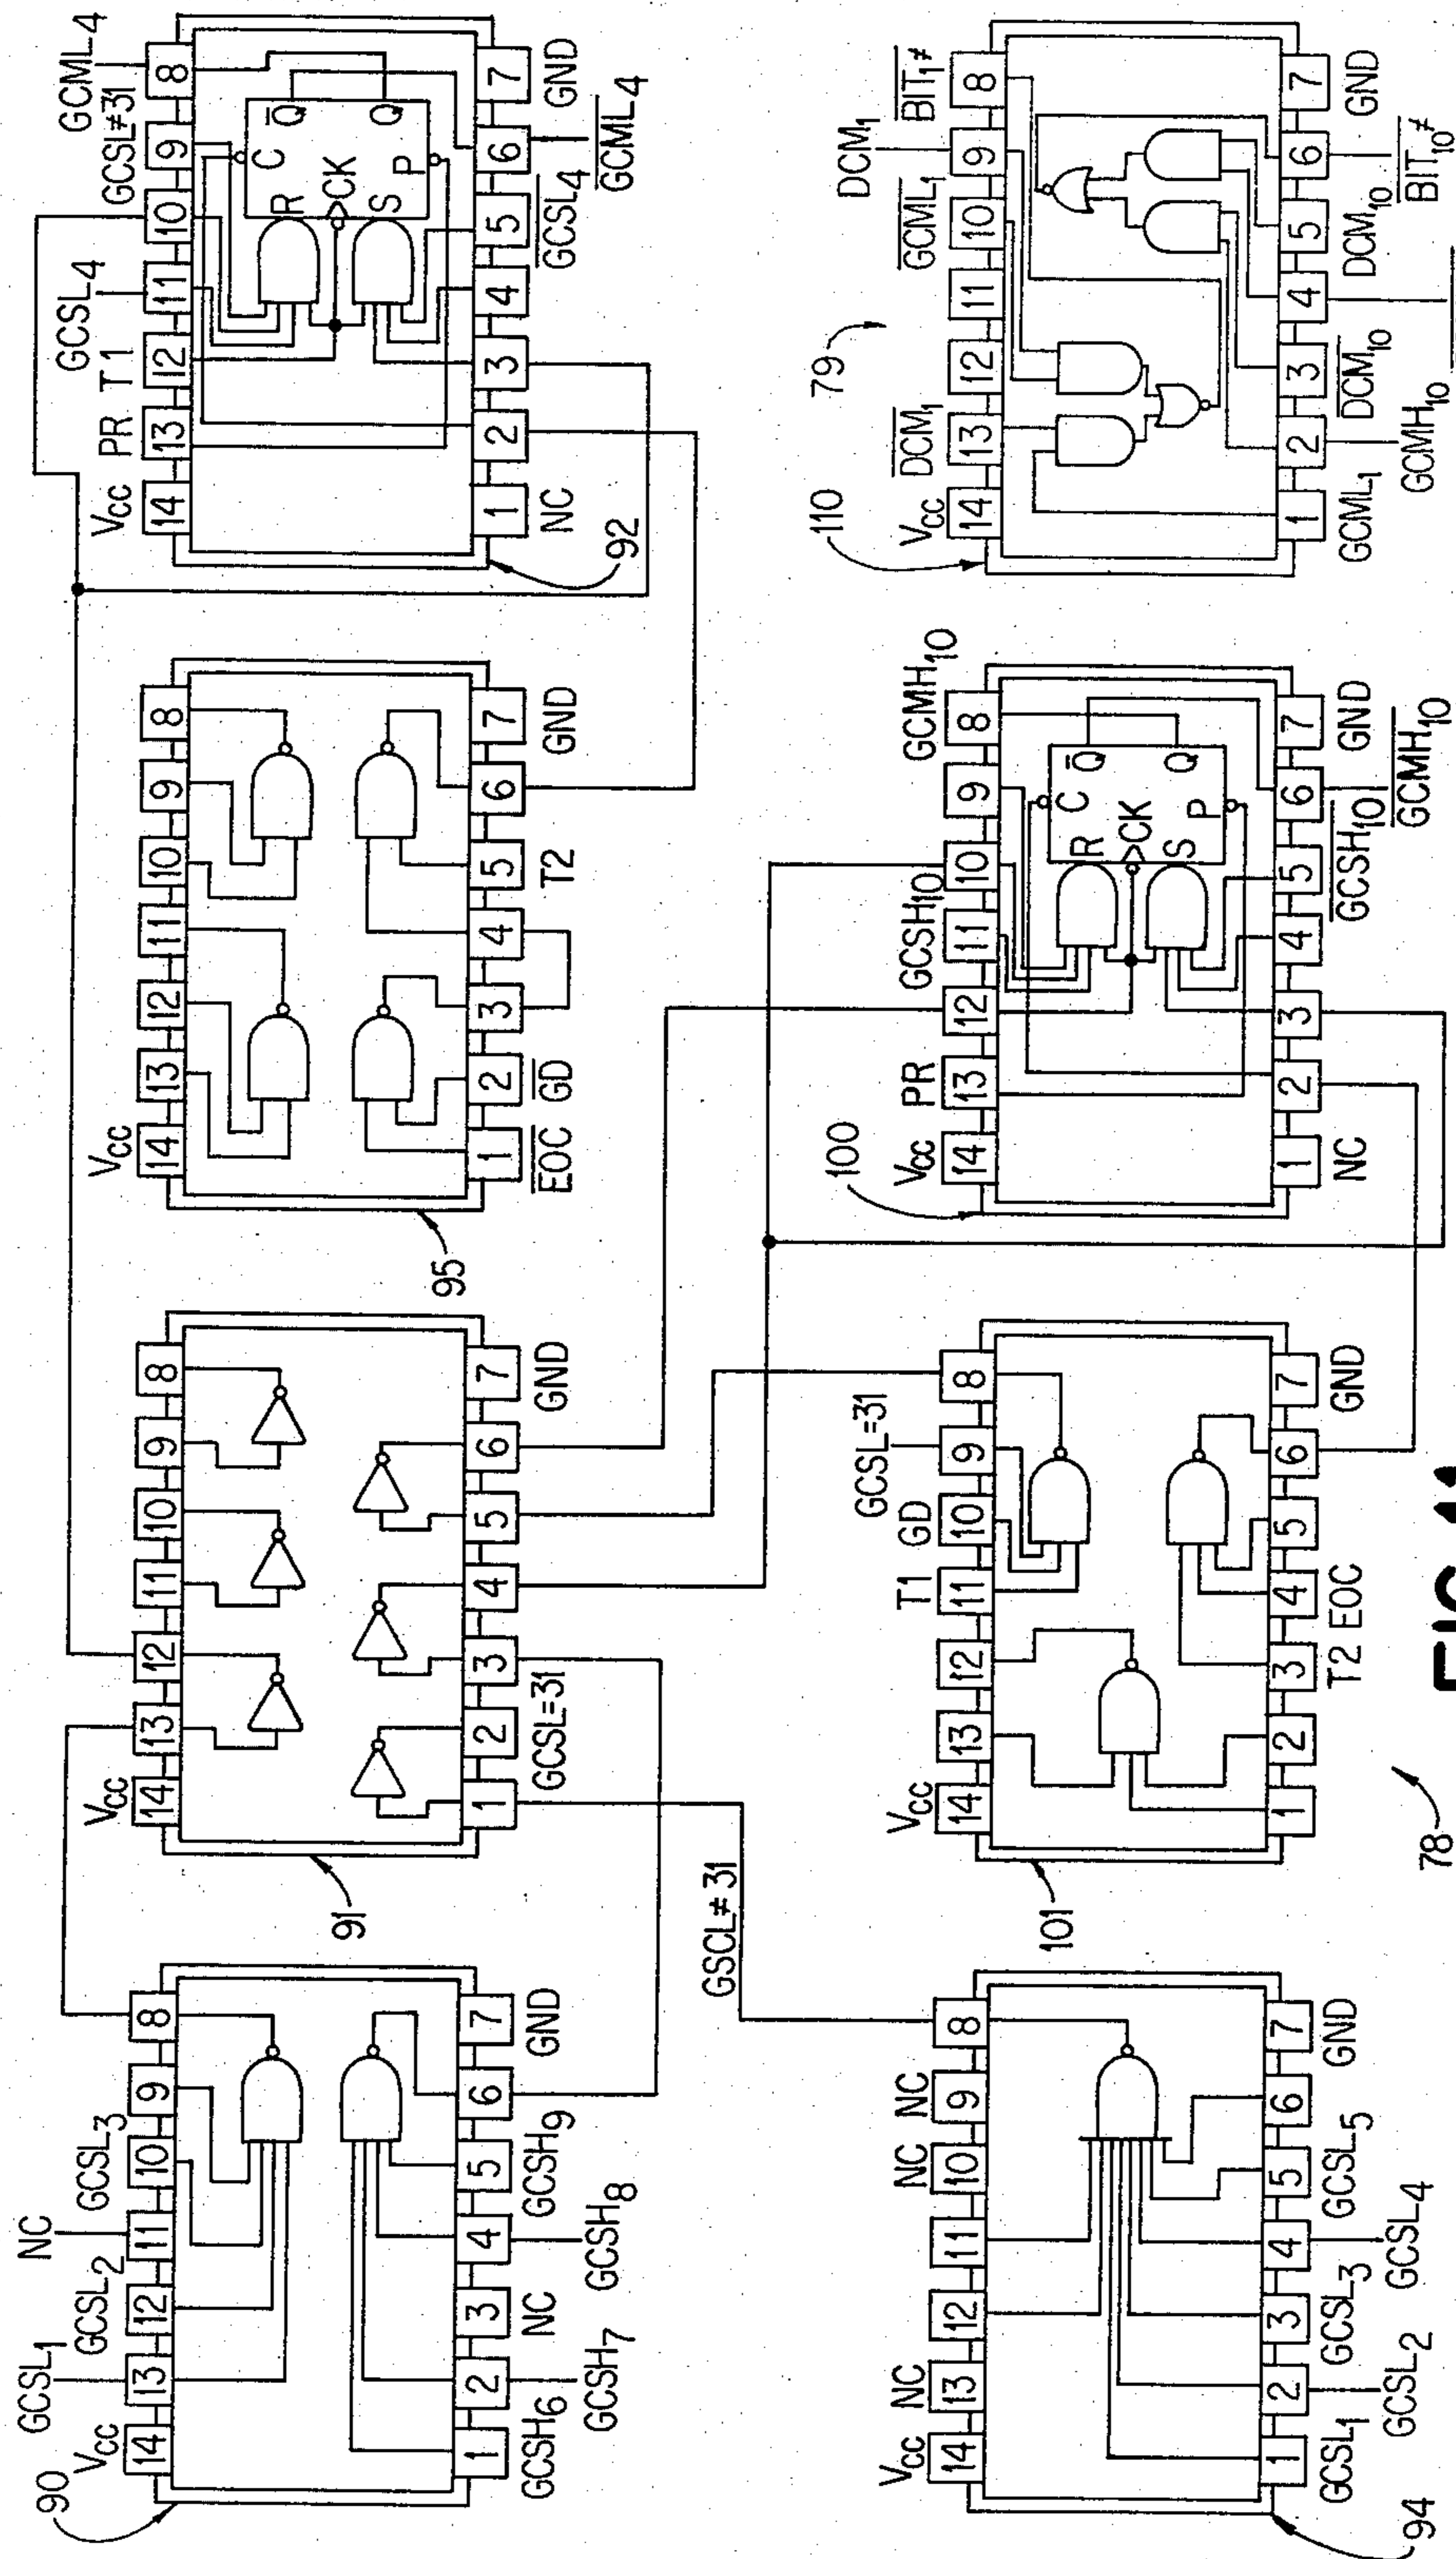 90
GCSL1
NC
VCC GCSL2 GCSL3
14 13 12 11 10 9 8
1 2 3 4 5 6 7
GCSH6 NC GCSH9 GND
GCSH7 GCSH8
VCC
14 13 12 11 10 9 8
1 2 3 4 5 6 7
GCSL=31 GND
91
VCC
14 13 12 11 10 9 8
1 2 3 4 5 6 7
EOC GD T2 GND
95
GCSL4 GCML4
VCC PR T1 GCSL≠31
14 13 12 11 10 9 8
R C Q
CK
S P Q
1 2 3 4 5 6 7
NC GCSL4 GND
92 GCML4
GSCL≠31
VCC NC NC NC
14 13 12 11 10 9 8
1 2 3 4 5 6 7
GCSL1 GCSL3 GCSL5 GND
GCSL2 GCSL4
94
GCSL=31
VCC T1 GD
14 13 12 11 10 9 8
1 2 3 4 5 6 7
T2 EOC GND
101
78
100
VCC PR GCSH10 GCMH10
14 13 12 11 10 9 8
R C Q
CK
S P Q
1 2 3 4 5 6 7
NC GCSH10 GND
GCMH10
110
79
DCM1
VCC DCM1 GCML1 BIT1≠
14 13 12 11 10 9 8
1 2 3 4 5 6 7
GCML1 DCM10 DCM10 GND
GCMH10 BIT10≠